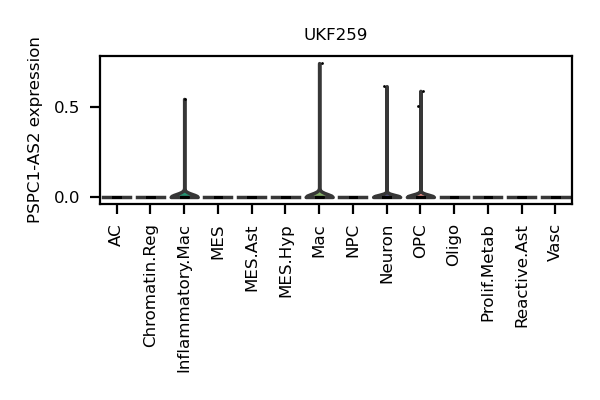 UKF259
PSPC1-AS2 expression
0.5
0.0
AC
Chromatin.Reg
Inflammatory.Mac
MES
MES.Ast
MES.Hyp
Mac
NPC
Neuron
OPC
Oligo
Prolif.Metab
Reactive.Ast
Vasc